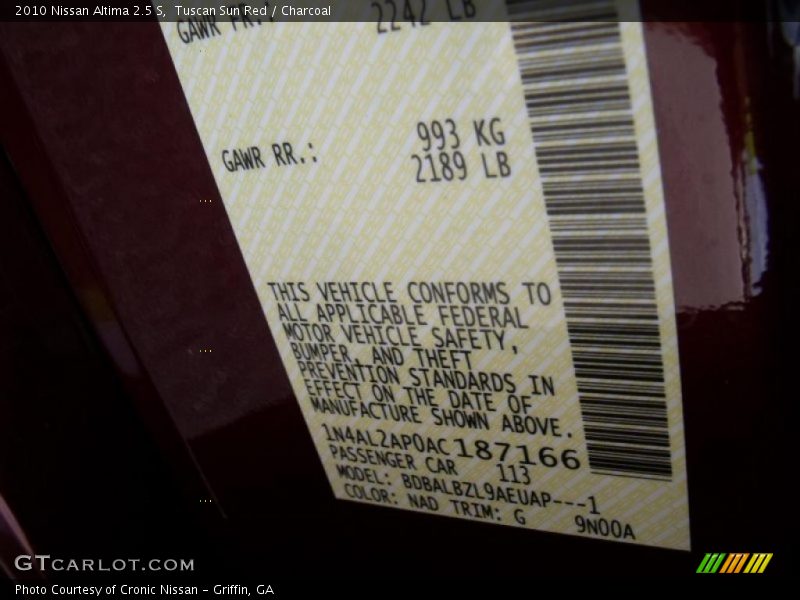 2010 Nissan Altima 2.5 S, Tuscan Sun Red / Charcoal
GAWR FR.:
2242 LB
GAWR RR.:
993 KG
2189 LB
THIS VEHICLE CONFORMS TO
ALL APPLICABLE FEDERAL
MOTOR VEHICLE SAFETY,
BUMPER, AND THEFT
PREVENTION STANDARDS IN
EFFECT ON THE DATE OF
MANUFACTURE SHOWN ABOVE.
1N4AL2AP0AC187166
PASSENGER CAR 113
MODEL: BDBALBZL9AEUAP---1
COLOR: NAD TRIM: G 9N00A
GTCARLOT.COM
Photo Courtesy of Cronic Nissan - Griffin, GA